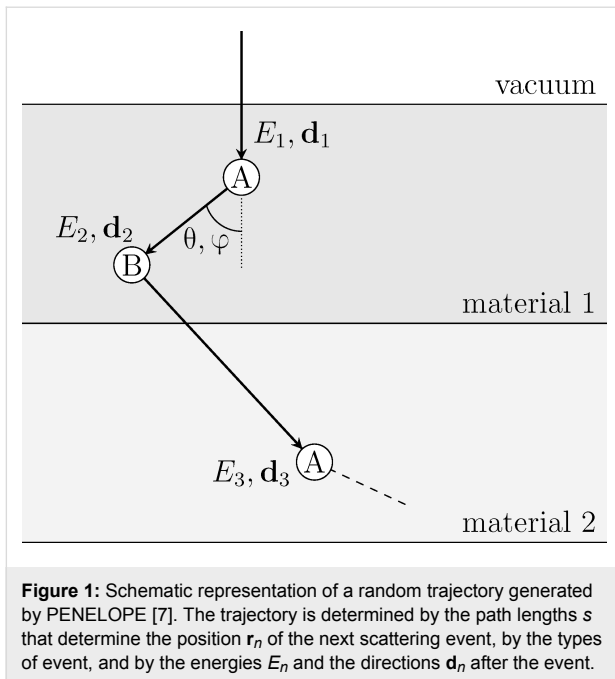 vacuum
E₁, d₁
A
E₂, d₂
θ, φ
B
material 1
E₃, d₃
A
material 2
Figure 1: Schematic representation of a random trajectory generated
by PENELOPE [7]. The trajectory is determined by the path lengths s
that determine the position rₙ of the next scattering event, by the types
of event, and by the energies Eₙ and the directions dₙ after the event.